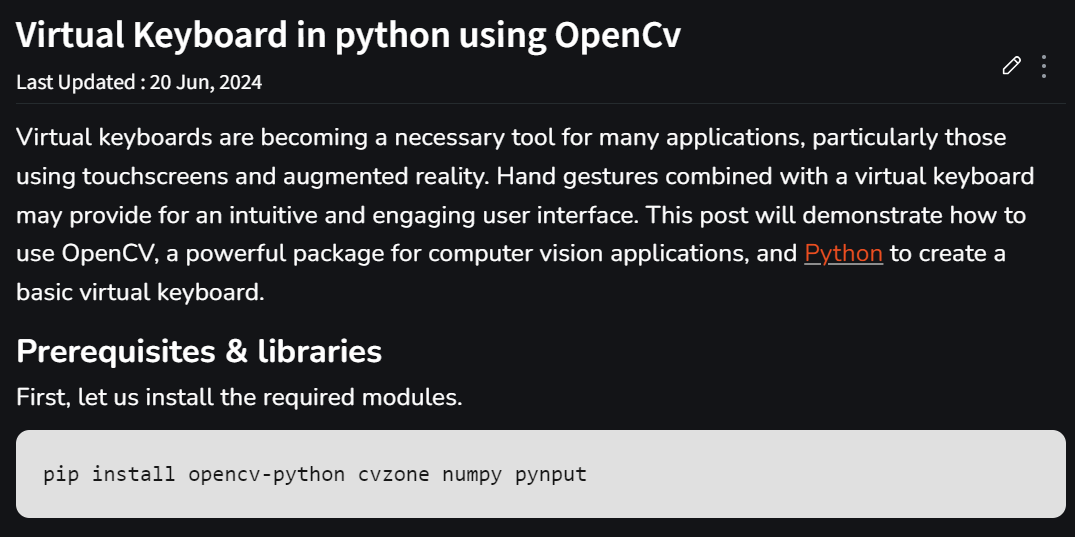 Virtual Keyboard in python using OpenCv
Last Updated : 20 Jun, 2024
Virtual keyboards are becoming a necessary tool for many applications, particularly those
using touchscreens and augmented reality. Hand gestures combined with a virtual keyboard
may provide for an intuitive and engaging user interface. This post will demonstrate how to
use OpenCV, a powerful package for computer vision applications, and Python to create a
basic virtual keyboard.
Prerequisites & libraries
First, let us install the required modules.
pip install opencv-python cvzone numpy pynput